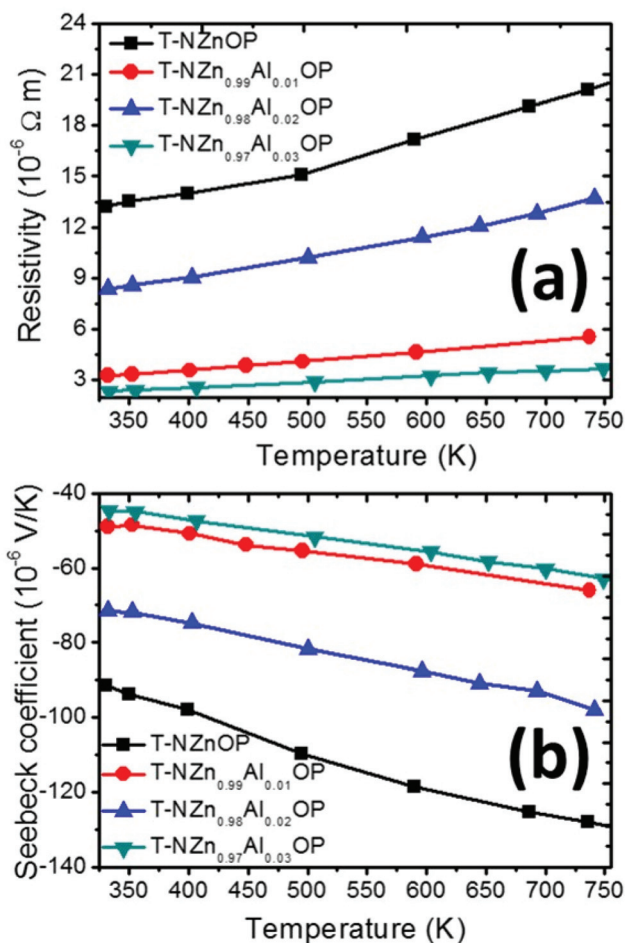 24
21
18
15
12
9
6
3
Resistivity (10⁻⁶ Ω m)
T-NZnOP
T-NZn₀.₉₉Al₀.₀₁OP
T-NZn₀.₉₈Al₀.₀₂OP
T-NZn₀.₉₇Al₀.₀₃OP
(a)
350 400 450 500 550 600 650 700 750
Temperature (K)
-40
-60
-80
-100
-120
-140
Seebeck coefficient (10⁻⁶ V/K)
T-NZnOP
T-NZn₀.₉₉Al₀.₀₁OP
T-NZn₀.₉₈Al₀.₀₂OP
T-NZn₀.₉₇Al₀.₀₃OP
(b)
350 400 450 500 550 600 650 700 750
Temperature (K)